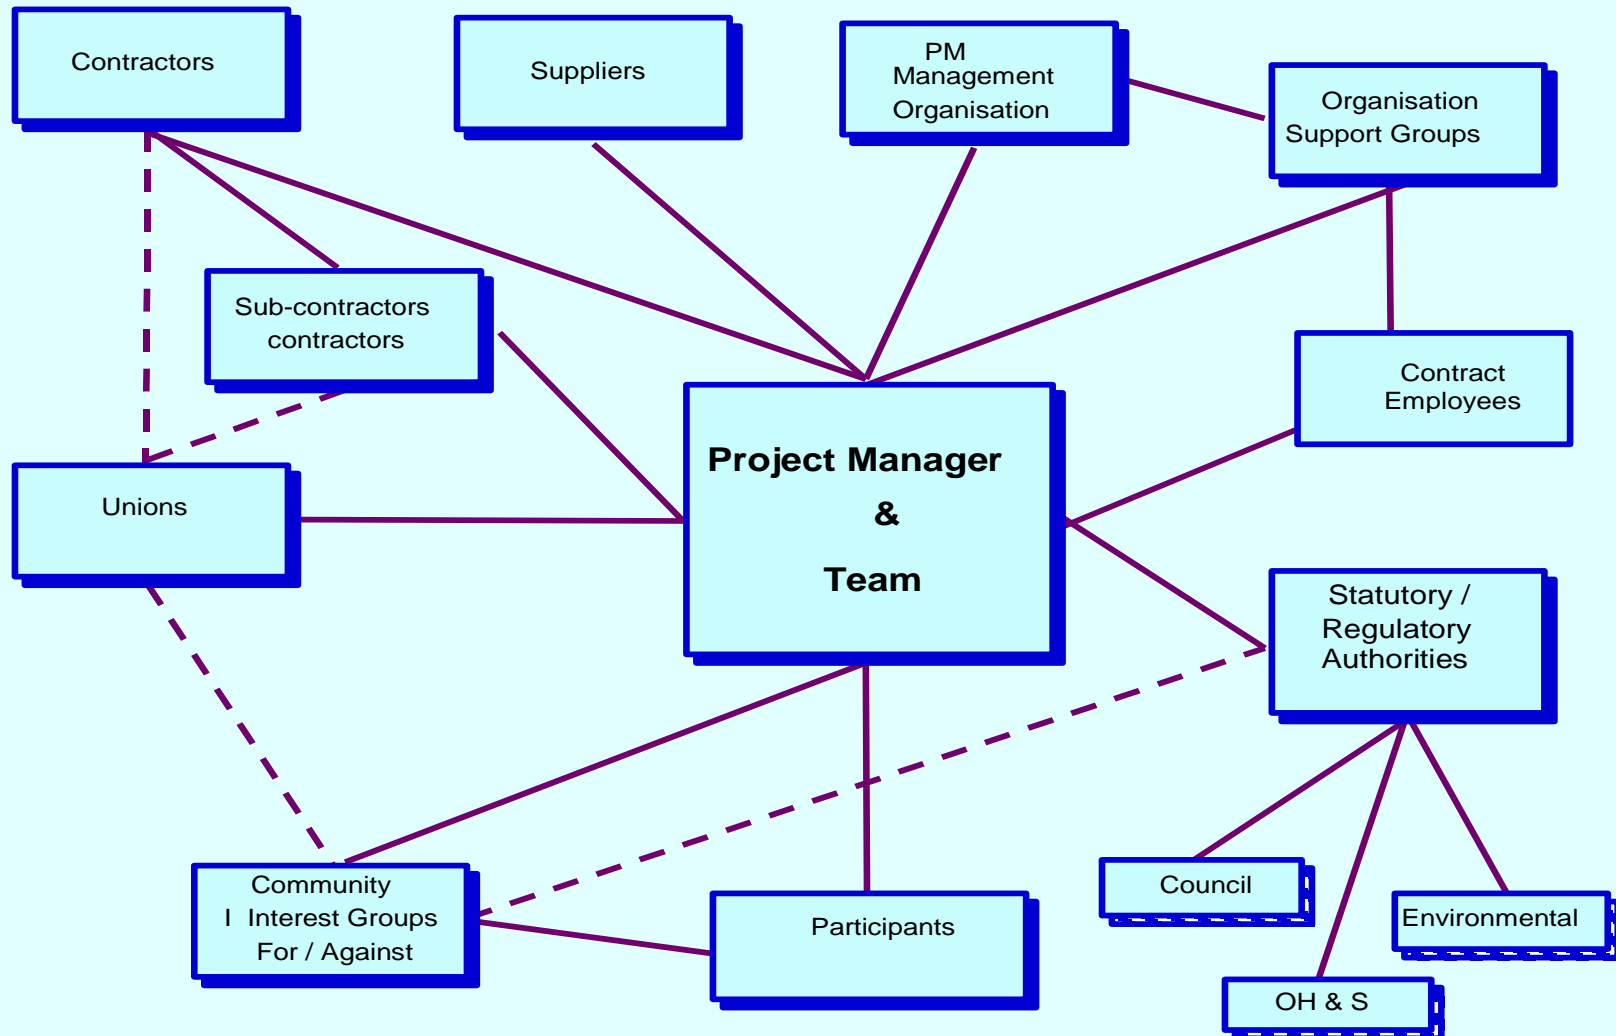 Contractors
Suppliers
PM
Management
Organisation
Organisation
Support Groups
Sub-contractors
contractors
Contract
Employees
Project Manager
&
Team
Unions
Statutory /
Regulatory
Authorities
Community
I Interest Groups
For / Against
Participants
Council
Environmental
OH & S